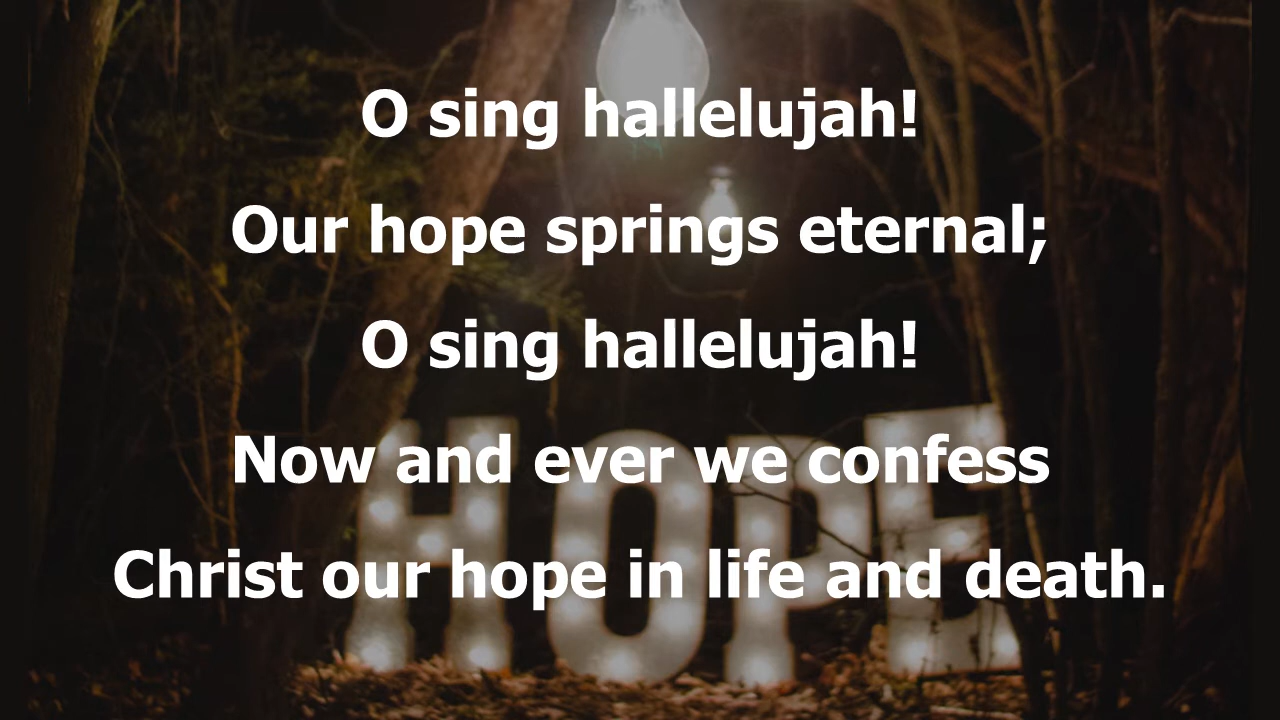 O sing hallelujah!
Our hope springs eternal;
O sing hallelujah!
Now and ever we confess
Christ our hope in life and death.
HOPE